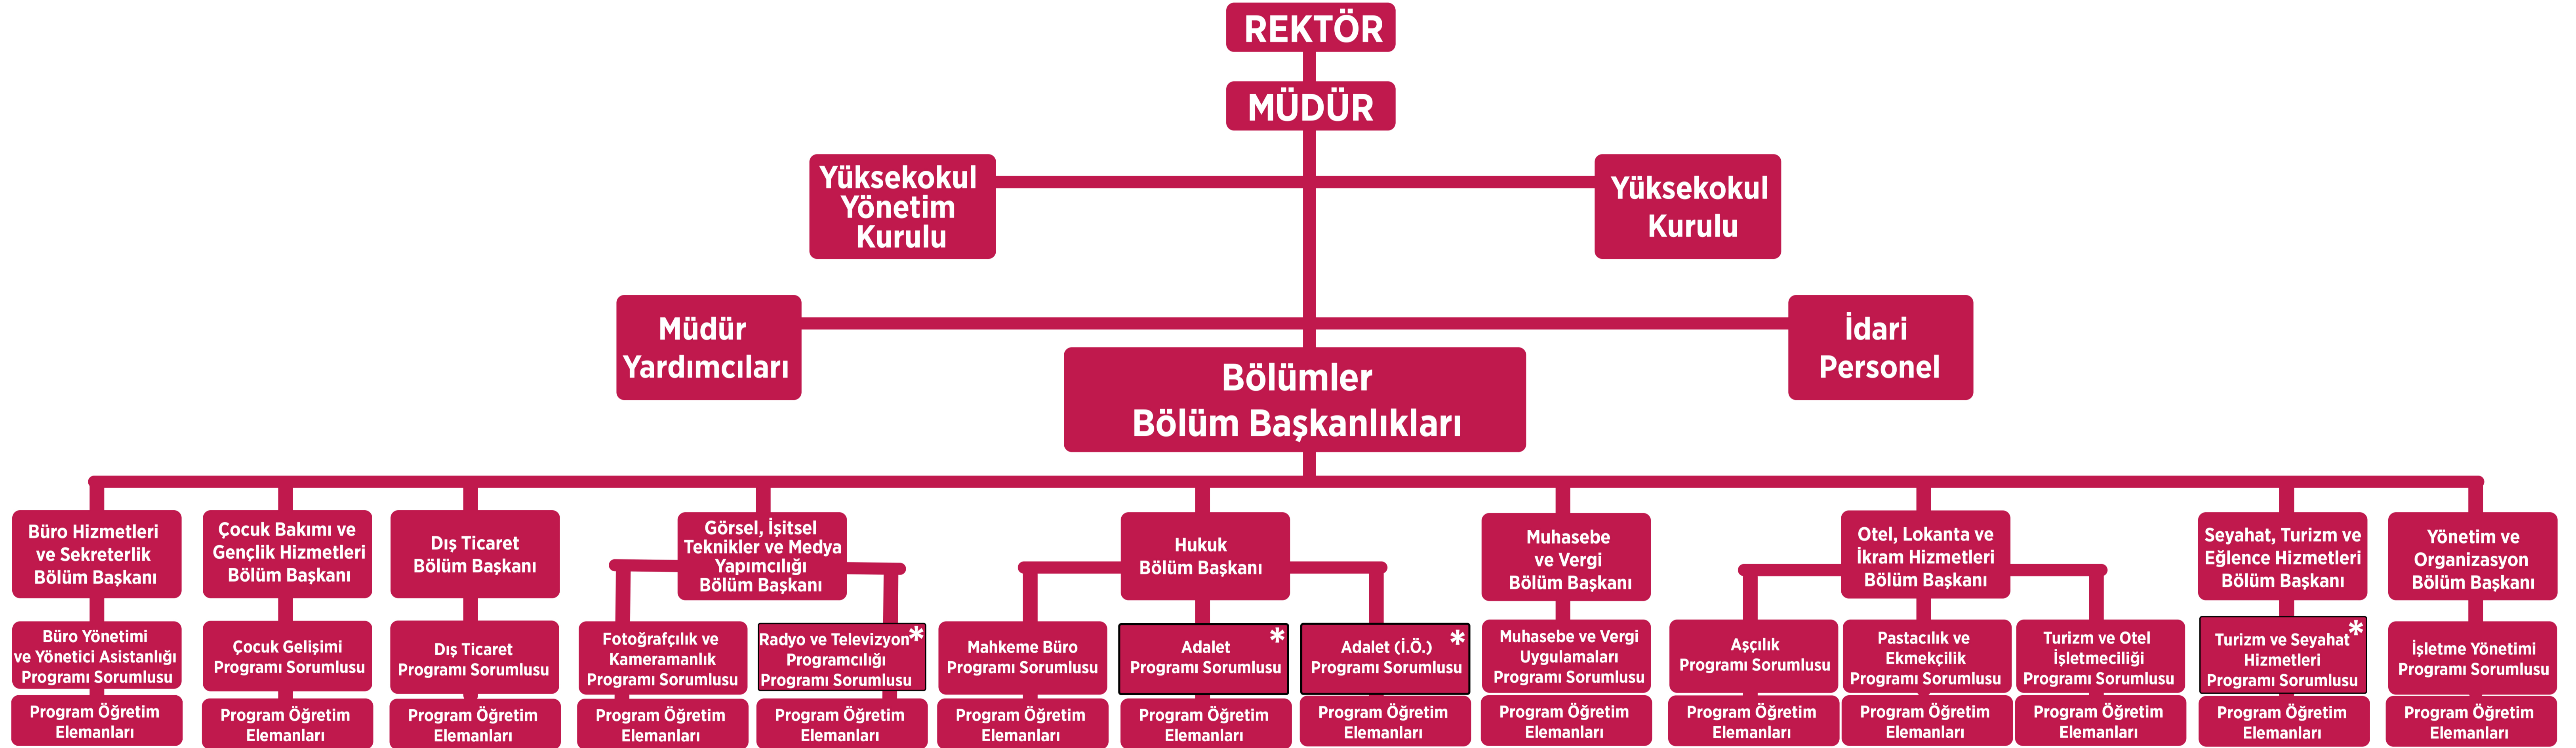 REKTÖR
MÜDÜR
Yüksekokul
Yönetim
Kurulu
Yüksekokul
Kurulu
Müdür
Yardımcıları
İdari
Personel
Bölümler
Bölüm Başkanlıkları
Büro Hizmetleri
ve Sekreterlik
Bölüm Başkanı
Çocuk Bakımı ve
Gençlik Hizmetleri
Bölüm Başkanı
Dış Ticaret
Bölüm Başkanı
Görsel, İşitsel
Teknikler ve Medya
Yapımcılığı
Bölüm Başkanı
Hukuk
Bölüm Başkanı
Muhasebe
ve Vergi
Bölüm Başkanı
Otel, Lokanta ve
İkram Hizmetleri
Bölüm Başkanı
Seyahat, Turizm ve
Eğlence Hizmetleri
Bölüm Başkanı
Yönetim ve
Organizasyon
Bölüm Başkanı
Büro Yönetimi
ve Yönetici Asistanlığı
Programı Sorumlusu
Çocuk Gelişimi
Programı Sorumlusu
Dış Ticaret
Programı Sorumlusu
Fotoğrafçılık ve
Kameramanlık
Programı Sorumlusu
Radyo ve Televizyon*
Programcılığı
Programı Sorumlusu
Mahkeme Büro
Programı Sorumlusu
Adalet *
Programı Sorumlusu
Adalet (İ.Ö.) *
Programı Sorumlusu
Muhasebe ve Vergi
Uygulamaları
Programı Sorumlusu
Aşçılık
Programı Sorumlusu
Pastacılık ve
Ekmekçilik
Programı Sorumlusu
Turizm ve Otel
İşletmeciliği
Programı Sorumlusu
Turizm ve Seyahat *
Hizmetleri
Programı Sorumlusu
İşletme Yönetimi
Programı Sorumlusu
Program Öğretim
Elemanları
Program Öğretim
Elemanları
Program Öğretim
Elemanları
Program Öğretim
Elemanları
Program Öğretim
Elemanları
Program Öğretim
Elemanları
Program Öğretim
Elemanları
Program Öğretim
Elemanları
Program Öğretim
Elemanları
Program Öğretim
Elemanları
Program Öğretim
Elemanları
Program Öğretim
Elemanları
Program Öğretim
Elemanları
Program Öğretim
Elemanları